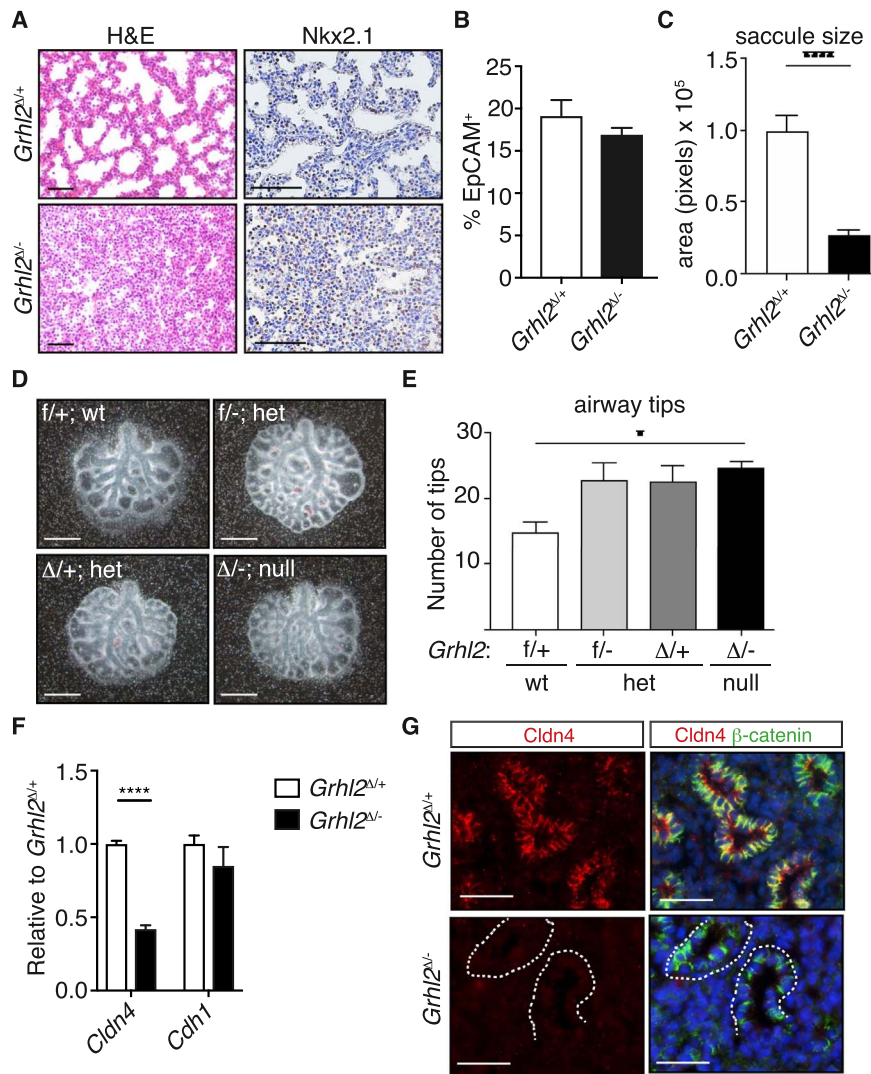 A
H&E
Nkx2.1
Grhl2Δ/+
Grhl2Δ/-
B
% EpCAM+
25
20
15
10
5
0
Grhl2Δ/+
Grhl2Δ/-
C
saccule size
area (pixels) x 10⁵
1.5
1.0
0.5
0.0
Grhl2Δ/+
Grhl2Δ/-
D
f/+; wt
f/-; het
Δ/+; het
Δ/-; null
E
airway tips
Number of tips
30
20
10
Grhl2: f/+ f/- Δ/+ Δ/-
wt het null
F
Relative to Grhl2Δ/+
1.5
1.0
0.5
0.0
****
Grhl2Δ/+
Grhl2Δ/-
Cldn4
Cdh1
G
Cldn4
Cldn4 β-catenin
Grhl2Δ/+
Grhl2Δ/-